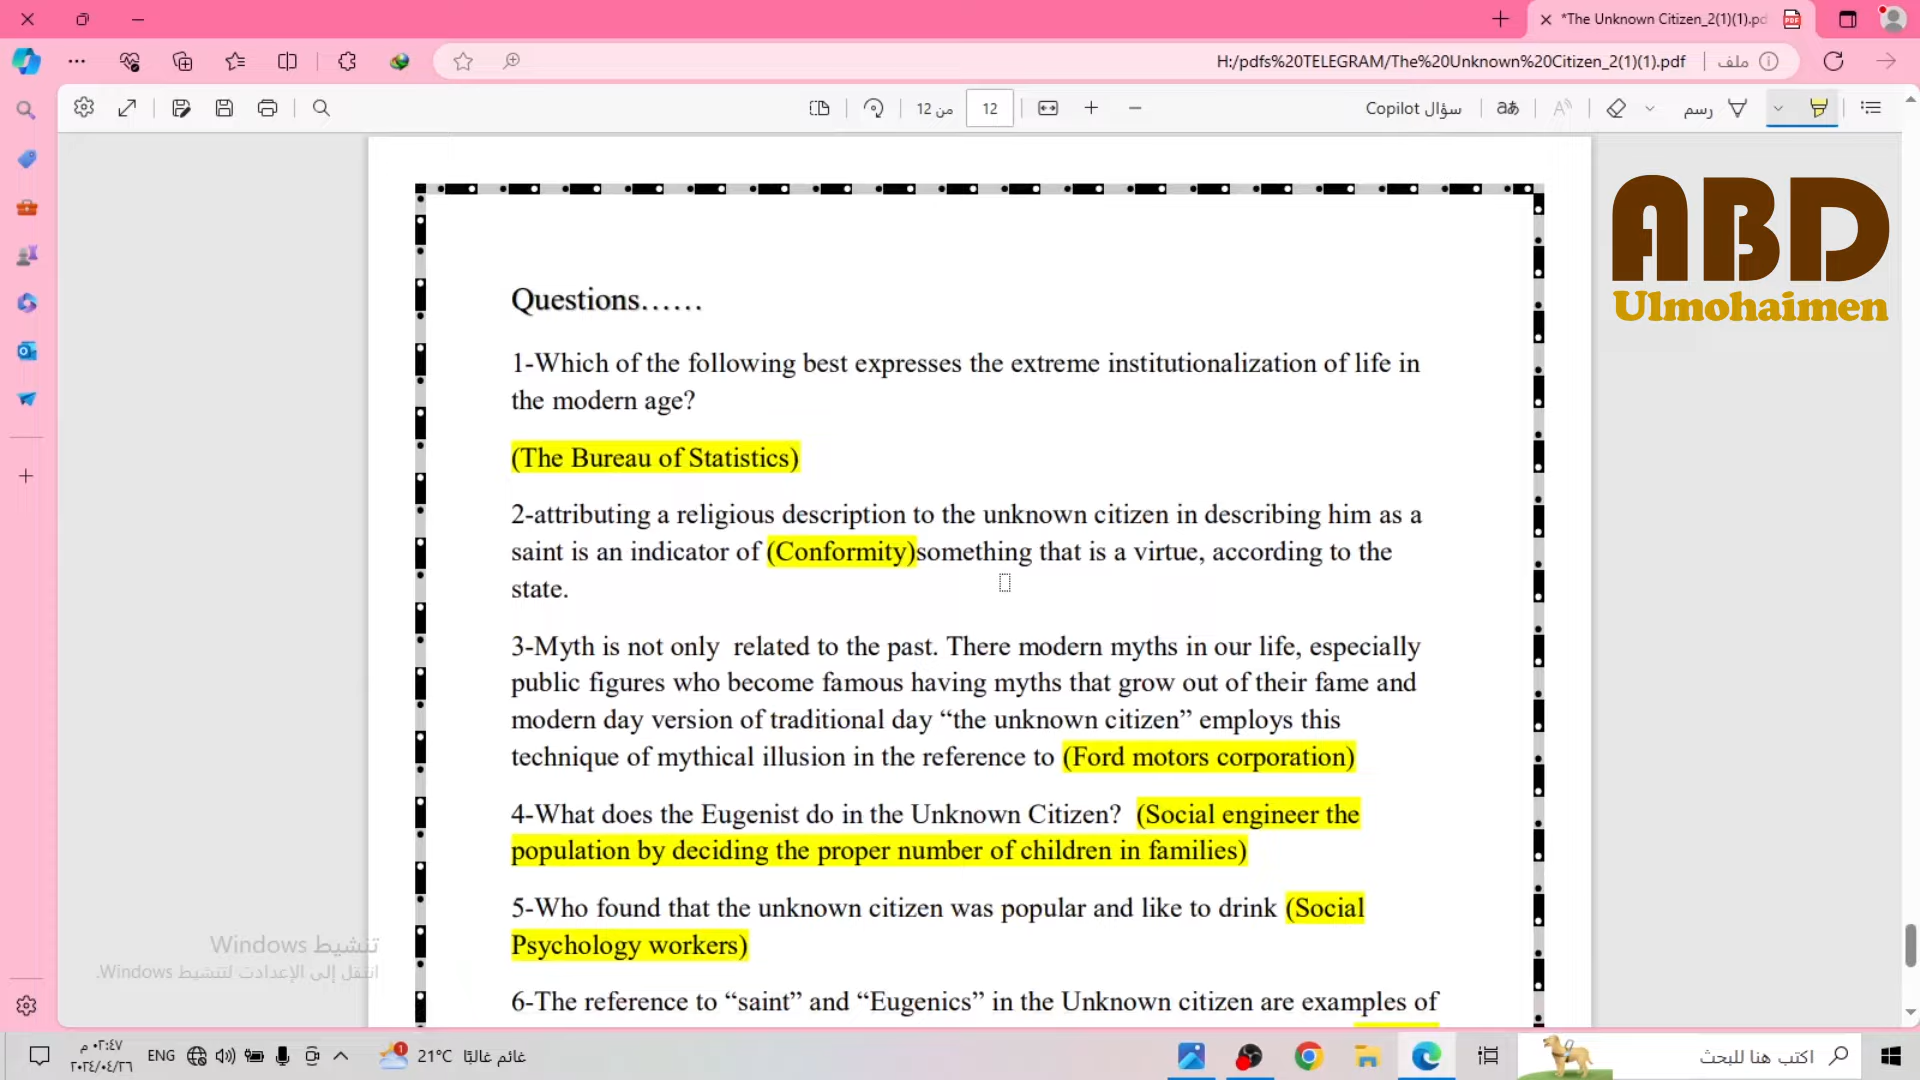 *The Unknown Citizen_2(1)(1).pd
H:/pdfs%20TELEGRAM/The%20Unknown%20Citizen_2(1)(1).pdf
ملف
12 من 12
سؤال Copilot
aあ
رسم
ABD
Ulmohaimen
Questions......
1-Which of the following best expresses the extreme institutionalization of life in
the modern age?
(The Bureau of Statistics)
2-attributing a religious description to the unknown citizen in describing him as a
saint is an indicator of (Conformity)something that is a virtue, according to the
state.
3-Myth is not only  related to the past. There modern myths in our life, especially
public figures who become famous having myths that grow out of their fame and
modern day version of traditional day “the unknown citizen” employs this
technique of mythical illusion in the reference to (Ford motors corporation)
4-What does the Eugenist do in the Unknown Citizen?  (Social engineer the
population by deciding the proper number of children in families)
5-Who found that the unknown citizen was popular and like to drink (Social
Psychology workers)
6-The reference to “saint” and “Eugenics” in the Unknown citizen are examples of
تنشيط Windows
انتقل إلى الإعدادت لتنشيط Windows.
٠٢:٤٧ م
٢٠٢٤/٠٤/٢٦
ENG
21°C غائم غالبًا
اكتب هنا للبحث